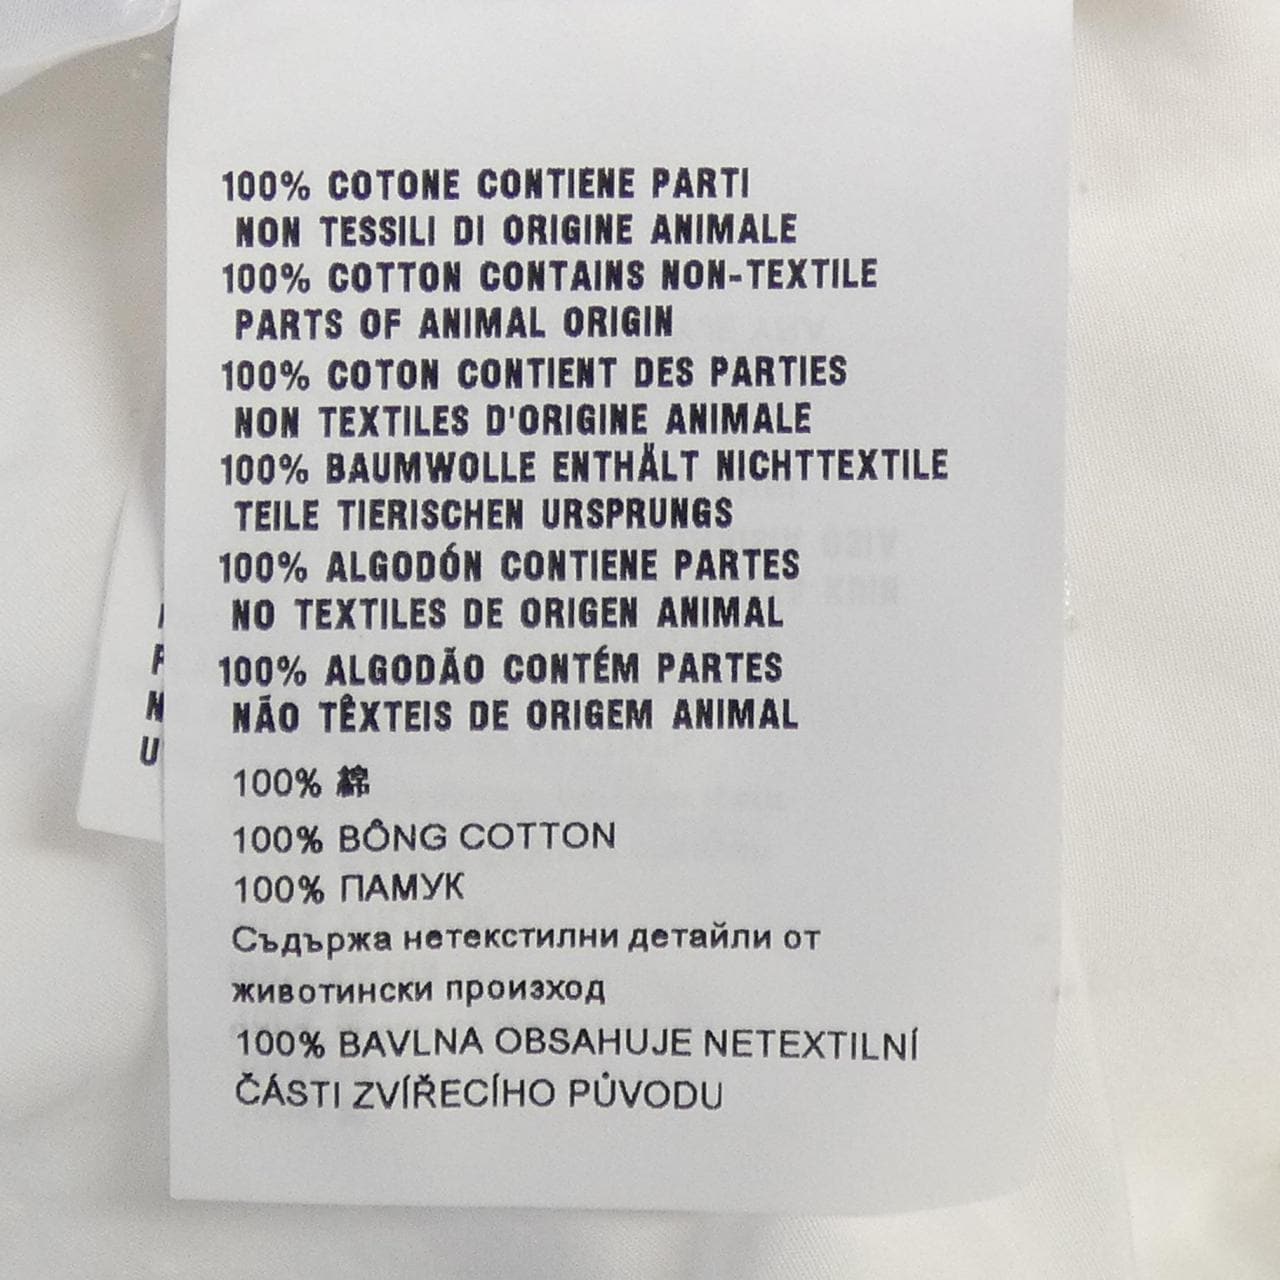 100% COTONE CONTIENE PARTI
NON TESSILI DI ORIGINE ANIMALE
100% COTTON CONTAINS NON-TEXTILE
PARTS OF ANIMAL ORIGIN
100% COTON CONTIENT DES PARTIES
NON TEXTILES D'ORIGINE ANIMALE
100% BAUMWOLLE ENTHÄLT NICHTTEXTILE
TEILE TIERISCHEN URSPRUNGS
100% ALGODÓN CONTIENE PARTES
NO TEXTILES DE ORIGEN ANIMAL
100% ALGODÃO CONTÉM PARTES
NÃO TÊXTEIS DE ORIGEM ANIMAL
100% 綿
100% BÔNG COTTON
100% ПАМУК
Съдържа нетекстилни детайли от
животински произход
100% BAVLNA OBSAHUJE NETEXTILNÍ
ČÁSTI ZVÍŘECÍHO PŮVODU